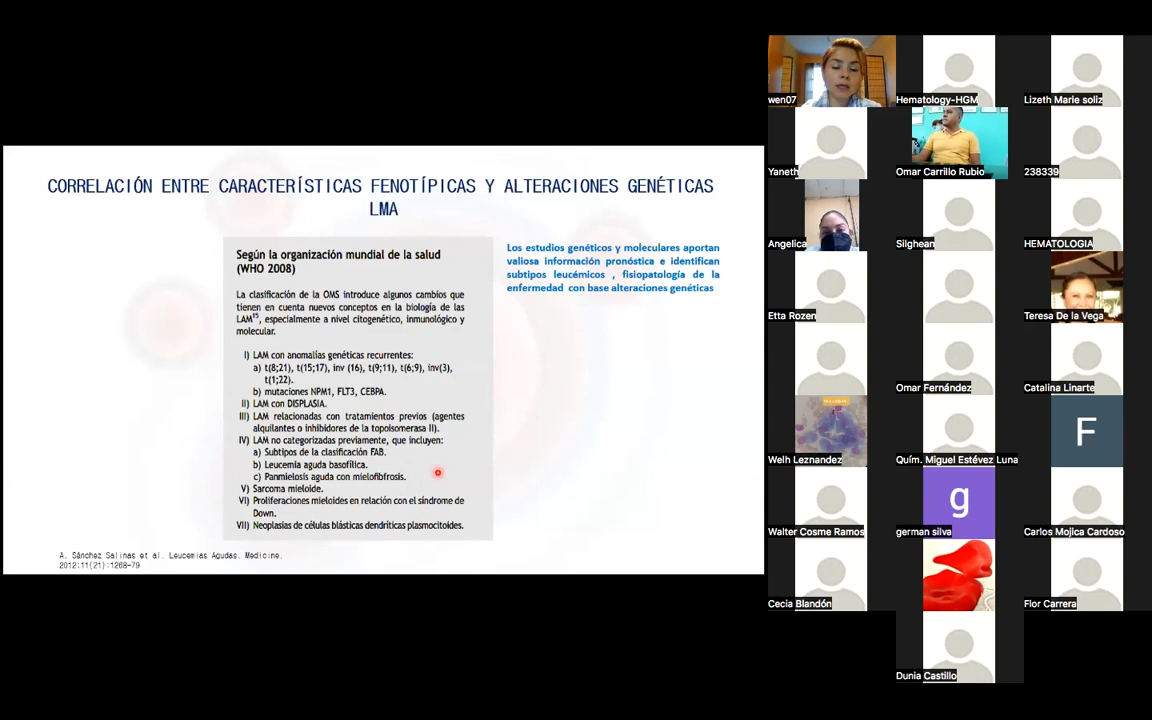 CORRELACIÓN ENTRE CARACTERÍSTICAS FENOTÍPICAS Y ALTERACIONES GENÉTICAS
LMA
Según la organización mundial de la salud
(WHO 2008)
La clasificación de la OMS introduce algunos cambios que
tienen en cuenta nuevos conceptos en la biología de las
LAM15, especialmente a nivel citogenético, inmunológico y
molecular.
I) LAM con anomalías genéticas recurrentes:
a) t(8;21), t(15;17), inv (16), t(9;11), t(6;9), inv(3),
t(1;22).
b) mutaciones NPM1, FLT3, CEBPA.
II) LAM con DISPLASIA.
III) LAM relacionadas con tratamientos previos (agentes
alquilantes o inhibidores de la topoisomerasa II).
IV) LAM no categorizadas previamente, que incluyen:
a) Subtipos de la clasificación FAB.
b) Leucemia aguda basofílica.
c) Panmielosis aguda con mielofibrosis.
V) Sarcoma mieloide.
VI) Proliferaciones mieloides en relación con el síndrome de
Down.
VII) Neoplasias de células blásticas dendríticas plasmocitoides.
Los estudios genéticos y moleculares aportan
valiosa información pronóstica e identifican
subtipos leucémicos , fisiopatología de la
enfermedad con base alteraciones genéticas
A. Sánchez Salinas et al. Leucemias Agudas. Medicine.
2012;11(21):1268-79
wen07
Hematology-HGM
Lizeth Marie soliz
Yaneth
Omar Carrillo Rubio
238339
Angelica
Silghean
HEMATOLOGIA
Etta Rozen
Teresa De la Vega
Omar Fernández
Catalina Linarte
Welh Leznandez
Quím. Miguel Estévez Luna
F
Walter Cosme Ramos
g
german silva
Carlos Mojica Cardoso
Cecia Blandón
Flor Carrera
Dunia Castillo